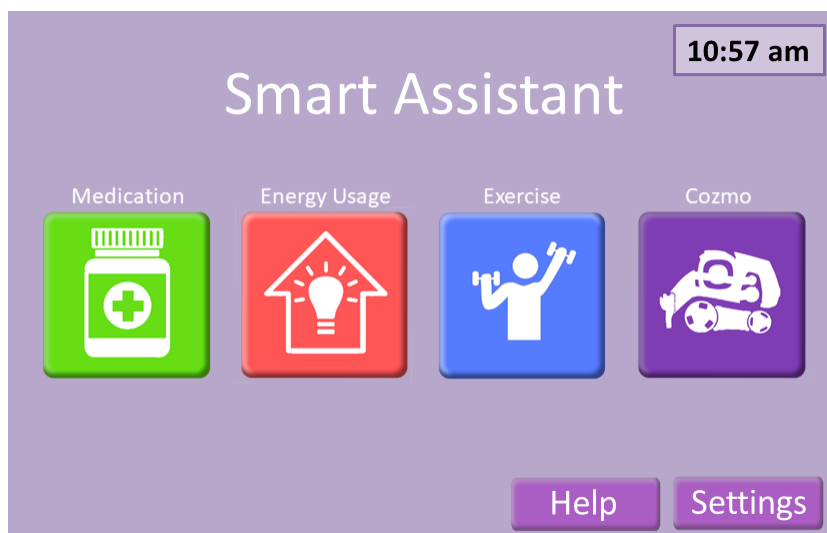 10:57 am
Smart Assistant
Medication
Energy Usage
Exercise
Cozmo
Help
Settings